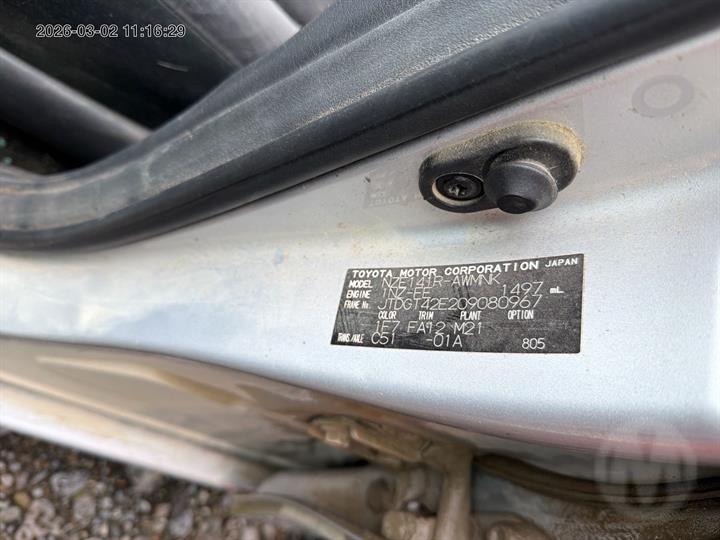 2026-03-02 11:16:29
TOYOTA MOTOR CORPORATION JAPAN
MODEL NZE141R-AWMNK
ENGINE 1NZ-FE 1497 mL
FRAME No. JTDGT42E209080967
COLOR TRIM PLANT OPTION
1F7 FA12 M21
TRANS/AXLE C51 -01A 805